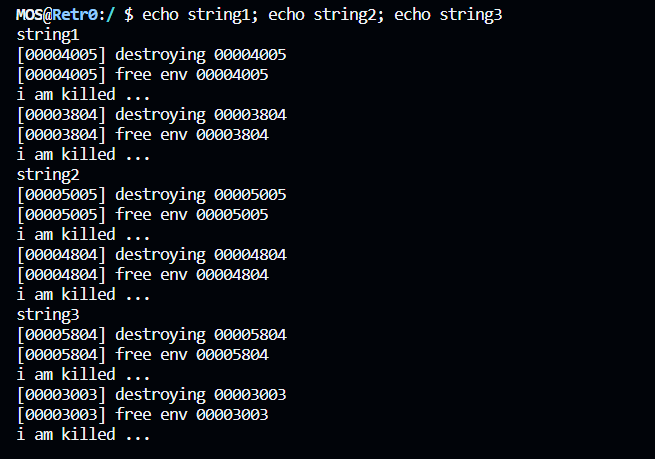 MOS@Retr0:/ $ echo string1; echo string2; echo string3
string1
[00004005] destroying 00004005
[00004005] free env 00004005
i am killed ...
[00003804] destroying 00003804
[00003804] free env 00003804
i am killed ...
string2
[00005005] destroying 00005005
[00005005] free env 00005005
i am killed ...
[00004804] destroying 00004804
[00004804] free env 00004804
i am killed ...
string3
[00005804] destroying 00005804
[00005804] free env 00005804
i am killed ...
[00003003] destroying 00003003
[00003003] free env 00003003
i am killed ...